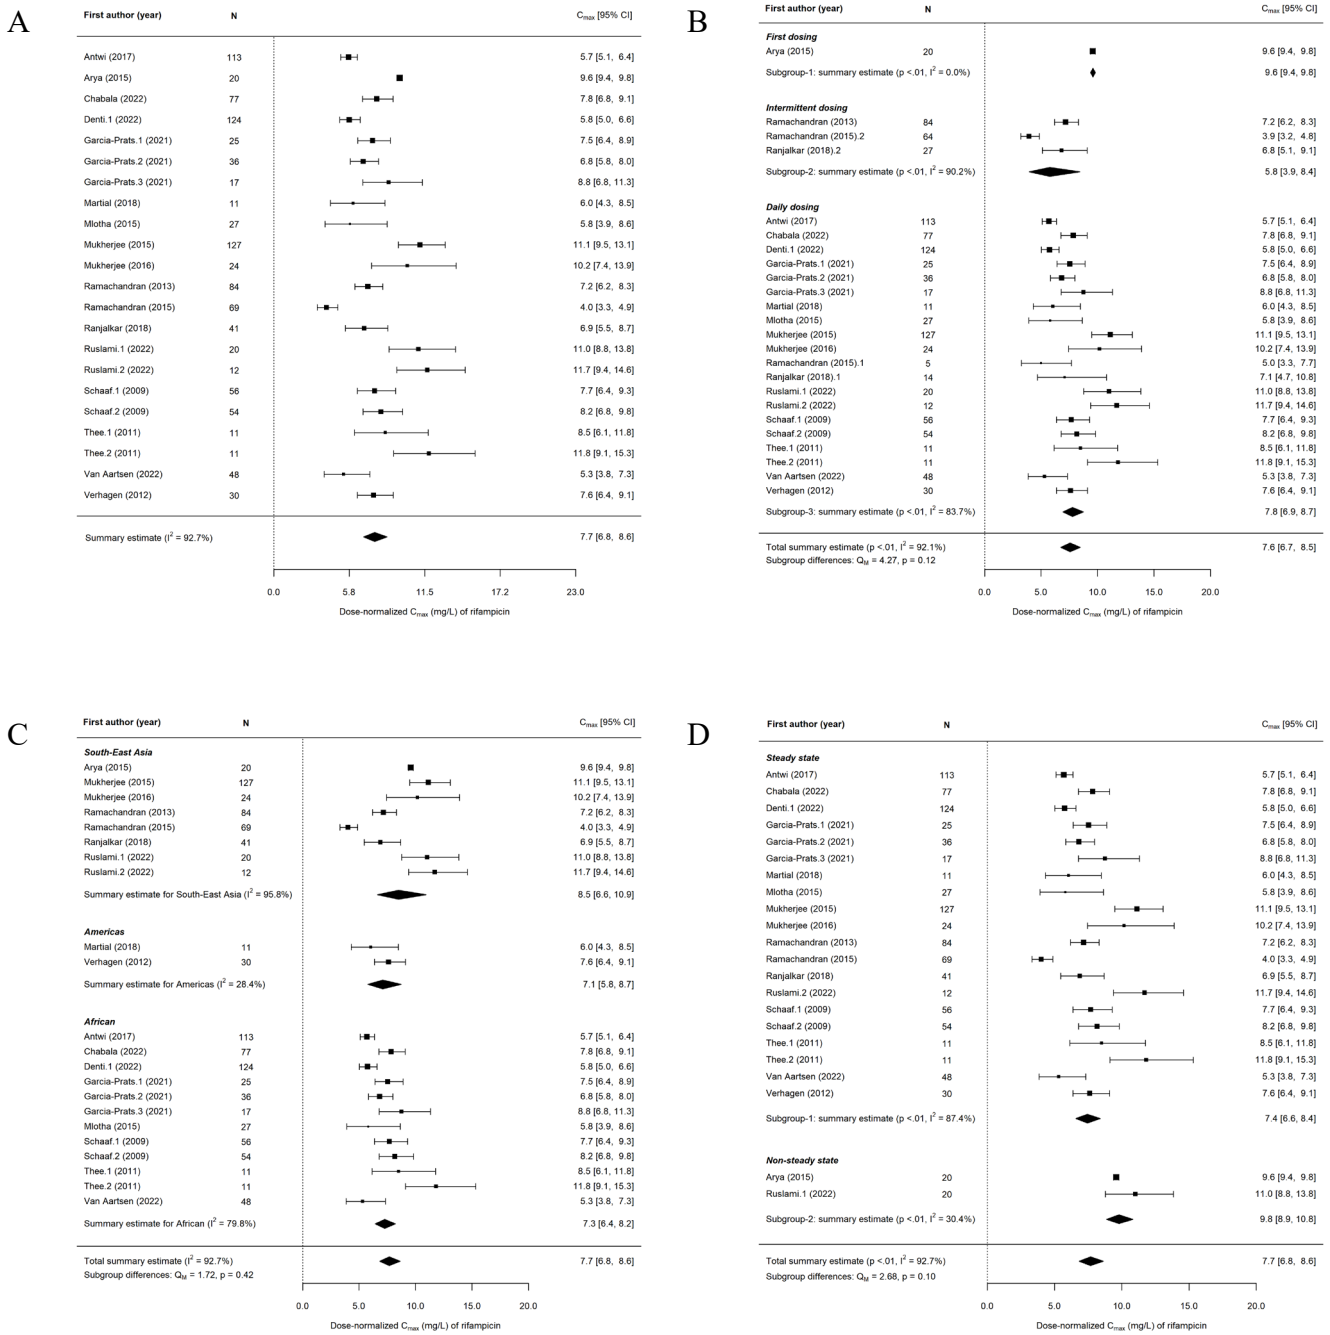 A
First author (year) N Cmax [95% CI]
Antwi (2017) 113 5.7 [5.1, 6.4]
Arya (2015) 20 9.6 [9.4, 9.8]
Chabala (2022) 77 7.8 [6.8, 9.1]
Denti.1 (2022) 124 5.8 [5.0, 6.6]
Garcia-Prats.1 (2021) 25 7.5 [6.4, 8.9]
Garcia-Prats.2 (2021) 36 6.8 [5.8, 8.0]
Garcia-Prats.3 (2021) 17 8.8 [6.8, 11.3]
Martial (2018) 11 6.0 [4.3, 8.5]
Mlotha (2015) 27 5.8 [3.9, 8.6]
Mukherjee (2015) 127 11.1 [9.5, 13.1]
Mukherjee (2016) 24 10.2 [7.4, 13.9]
Ramachandran (2013) 84 7.2 [6.2, 8.3]
Ramachandran (2015) 69 4.0 [3.3, 4.9]
Ranjalkar (2018) 41 6.9 [5.5, 8.7]
Ruslami.1 (2022) 20 11.0 [8.8, 13.8]
Ruslami.2 (2022) 12 11.7 [9.4, 14.6]
Schaaf.1 (2009) 56 7.7 [6.4, 9.3]
Schaaf.2 (2009) 54 8.2 [6.8, 9.8]
Thee.1 (2011) 11 8.5 [6.1, 11.8]
Thee.2 (2011) 11 11.8 [9.1, 15.3]
Van Aartsen (2022) 48 5.3 [3.8, 7.3]
Verhagen (2012) 30 7.6 [6.4, 9.1]
Summary estimate (I² = 92.7%) 7.7 [6.8, 8.6]
0.0 5.8 11.5 17.2 23.0
Dose-normalized Cmax (mg/L) of rifampicin
B
First author (year) N Cmax [95% CI]
First dosing
Arya (2015) 20 9.6 [9.4, 9.8]
Subgroup-1: summary estimate (p <.01, I² = 0.0%) 9.6 [9.4, 9.8]
Intermittent dosing
Ramachandran (2013) 84 7.2 [6.2, 8.3]
Ramachandran (2015).2 64 3.9 [3.2, 4.8]
Ranjalkar (2018).2 27 6.8 [5.1, 9.1]
Subgroup-2: summary estimate (p <.01, I² = 90.2%) 5.8 [3.9, 8.4]
Daily dosing
Antwi (2017) 113 5.7 [5.1, 6.4]
Chabala (2022) 77 7.8 [6.8, 9.1]
Denti.1 (2022) 124 5.8 [5.0, 6.6]
Garcia-Prats.1 (2021) 25 7.5 [6.4, 8.9]
Garcia-Prats.2 (2021) 36 6.8 [5.8, 8.0]
Garcia-Prats.3 (2021) 17 8.8 [6.8, 11.3]
Martial (2018) 11 6.0 [4.3, 8.5]
Mlotha (2015) 27 5.8 [3.9, 8.6]
Mukherjee (2015) 127 11.1 [9.5, 13.1]
Mukherjee (2016) 24 10.2 [7.4, 13.9]
Ramachandran (2015).1 5 5.0 [3.3, 7.7]
Ranjalkar (2018).1 14 7.1 [4.7, 10.8]
Ruslami.1 (2022) 20 11.0 [8.8, 13.8]
Ruslami.2 (2022) 12 11.7 [9.4, 14.6]
Schaaf.1 (2009) 56 7.7 [6.4, 9.3]
Schaaf.2 (2009) 54 8.2 [6.8, 9.8]
Thee.1 (2011) 11 8.5 [6.1, 11.8]
Thee.2 (2011) 11 11.8 [9.1, 15.3]
Van Aartsen (2022) 48 5.3 [3.8, 7.3]
Verhagen (2012) 30 7.6 [6.4, 9.1]
Subgroup-3: summary estimate (p <.01, I² = 83.7%) 7.8 [6.9, 8.7]
Total summary estimate (p <.01, I² = 92.1%) 7.6 [6.7, 8.5]
Subgroup differences: QM = 4.27, p = 0.12
0.0 5.0 10.0 15.0 20.0
Dose-normalized Cmax (mg/L) of rifampicin
C
First author (year) N Cmax [95% CI]
South-East Asia
Arya (2015) 20 9.6 [9.4, 9.8]
Mukherjee (2015) 127 11.1 [9.5, 13.1]
Mukherjee (2016) 24 10.2 [7.4, 13.9]
Ramachandran (2013) 84 7.2 [6.2, 8.3]
Ramachandran (2015) 69 4.0 [3.3, 4.9]
Ranjalkar (2018) 41 6.9 [5.5, 8.7]
Ruslami.1 (2022) 20 11.0 [8.8, 13.8]
Ruslami.2 (2022) 12 11.7 [9.4, 14.6]
Summary estimate for South-East Asia (I² = 95.8%) 8.5 [6.6, 10.9]
Americas
Martial (2018) 11 6.0 [4.3, 8.5]
Verhagen (2012) 30 7.6 [6.4, 9.1]
Summary estimate for Americas (I² = 28.4%) 7.1 [5.8, 8.7]
African
Antwi (2017) 113 5.7 [5.1, 6.4]
Chabala (2022) 77 7.8 [6.8, 9.1]
Denti.1 (2022) 124 5.8 [5.0, 6.6]
Garcia-Prats.1 (2021) 25 7.5 [6.4, 8.9]
Garcia-Prats.2 (2021) 36 6.8 [5.8, 8.0]
Garcia-Prats.3 (2021) 17 8.8 [6.8, 11.3]
Mlotha (2015) 27 5.8 [3.9, 8.6]
Schaaf.1 (2009) 56 7.7 [6.4, 9.3]
Schaaf.2 (2009) 54 8.2 [6.8, 9.8]
Thee.1 (2011) 11 8.5 [6.1, 11.8]
Thee.2 (2011) 11 11.8 [9.1, 15.3]
Van Aartsen (2022) 48 5.3 [3.8, 7.3]
Summary estimate for African (I² = 79.8%) 7.3 [6.4, 8.2]
Total summary estimate (I² = 92.7%) 7.7 [6.8, 8.6]
Subgroup differences: QM = 1.72, p = 0.42
0.0 5.0 10.0 15.0 20.0
Dose-normalized Cmax (mg/L) of rifampicin
D
First author (year) N Cmax [95% CI]
Steady state
Antwi (2017) 113 5.7 [5.1, 6.4]
Chabala (2022) 77 7.8 [6.8, 9.1]
Denti.1 (2022) 124 5.8 [5.0, 6.6]
Garcia-Prats.1 (2021) 25 7.5 [6.4, 8.9]
Garcia-Prats.2 (2021) 36 6.8 [5.8, 8.0]
Garcia-Prats.3 (2021) 17 8.8 [6.8, 11.3]
Martial (2018) 11 6.0 [4.3, 8.5]
Mlotha (2015) 27 5.8 [3.9, 8.6]
Mukherjee (2015) 127 11.1 [9.5, 13.1]
Mukherjee (2016) 24 10.2 [7.4, 13.9]
Ramachandran (2013) 84 7.2 [6.2, 8.3]
Ramachandran (2015) 69 4.0 [3.3, 4.9]
Ranjalkar (2018) 41 6.9 [5.5, 8.7]
Ruslami.2 (2022) 12 11.7 [9.4, 14.6]
Schaaf.1 (2009) 56 7.7 [6.4, 9.3]
Schaaf.2 (2009) 54 8.2 [6.8, 9.8]
Thee.1 (2011) 11 8.5 [6.1, 11.8]
Thee.2 (2011) 11 11.8 [9.1, 15.3]
Van Aartsen (2022) 48 5.3 [3.8, 7.3]
Verhagen (2012) 30 7.6 [6.4, 9.1]
Subgroup-1: summary estimate (p <.01, I² = 87.4%) 7.4 [6.6, 8.4]
Non-steady state
Arya (2015) 20 9.6 [9.4, 9.8]
Ruslami.1 (2022) 20 11.0 [8.8, 13.8]
Subgroup-2: summary estimate (p <.01, I² = 30.4%) 9.8 [8.9, 10.8]
Total summary estimate (p <.01, I² = 92.7%) 7.7 [6.8, 8.6]
Subgroup differences: QM = 2.68, p = 0.10
0.0 5.0 10.0 15.0 20.0
Dose-normalized Cmax (mg/L) of rifampicin